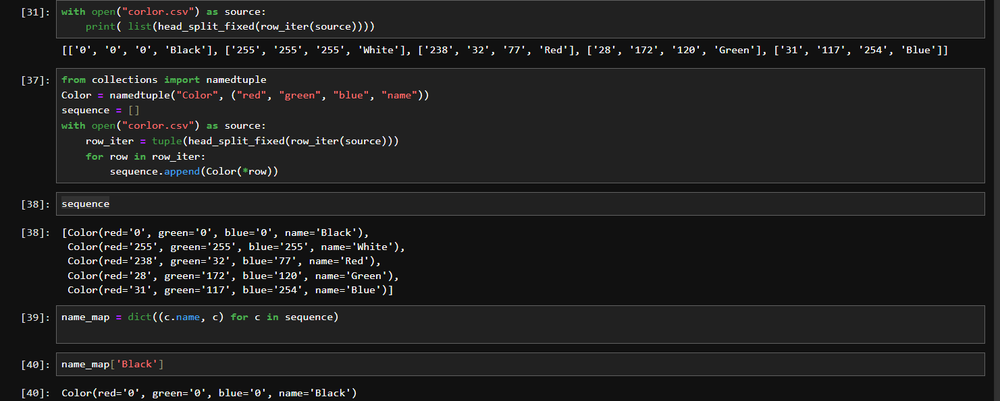 [31]: with open("corlor.csv") as source:
    print( list(head_split_fixed(row_iter(source))))
[['0', '0', '0', 'Black'], ['255', '255', '255', 'White'], ['238', '32', '77', 'Red'], ['28', '172', '120', 'Green'], ['31', '117', '254', 'Blue']]
[37]: from collections import namedtuple
Color = namedtuple("Color", ("red", "green", "blue", "name"))
sequence = []
with open("corlor.csv") as source:
    row_iter = tuple(head_split_fixed(row_iter(source)))
    for row in row_iter:
        sequence.append(Color(*row))
[38]: sequence
[38]: [Color(red='0', green='0', blue='0', name='Black'),
 Color(red='255', green='255', blue='255', name='White'),
 Color(red='238', green='32', blue='77', name='Red'),
 Color(red='28', green='172', blue='120', name='Green'),
 Color(red='31', green='117', blue='254', name='Blue')]
[39]: name_map = dict((c.name, c) for c in sequence)
[40]: name_map['Black']
[40]: Color(red='0', green='0', blue='0', name='Black')